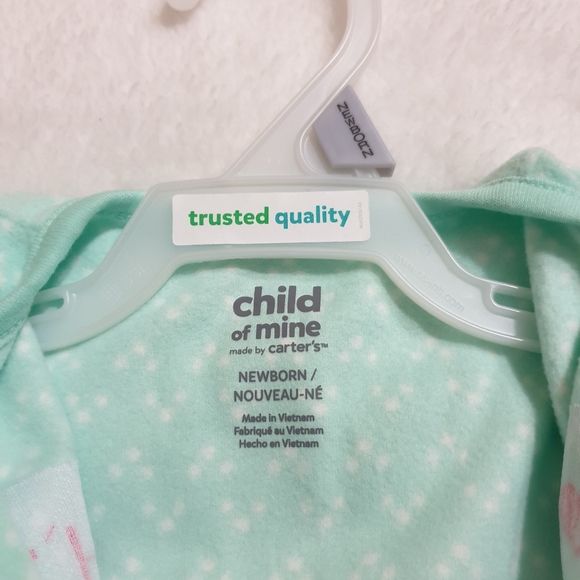 NEWBORN
trusted quality
child
of mine
made by carter's™
NEWBORN /
NOUVEAU-NÉ
Made in Vietnam
Fabriqué au Vietnam
Hecho en Vietnam